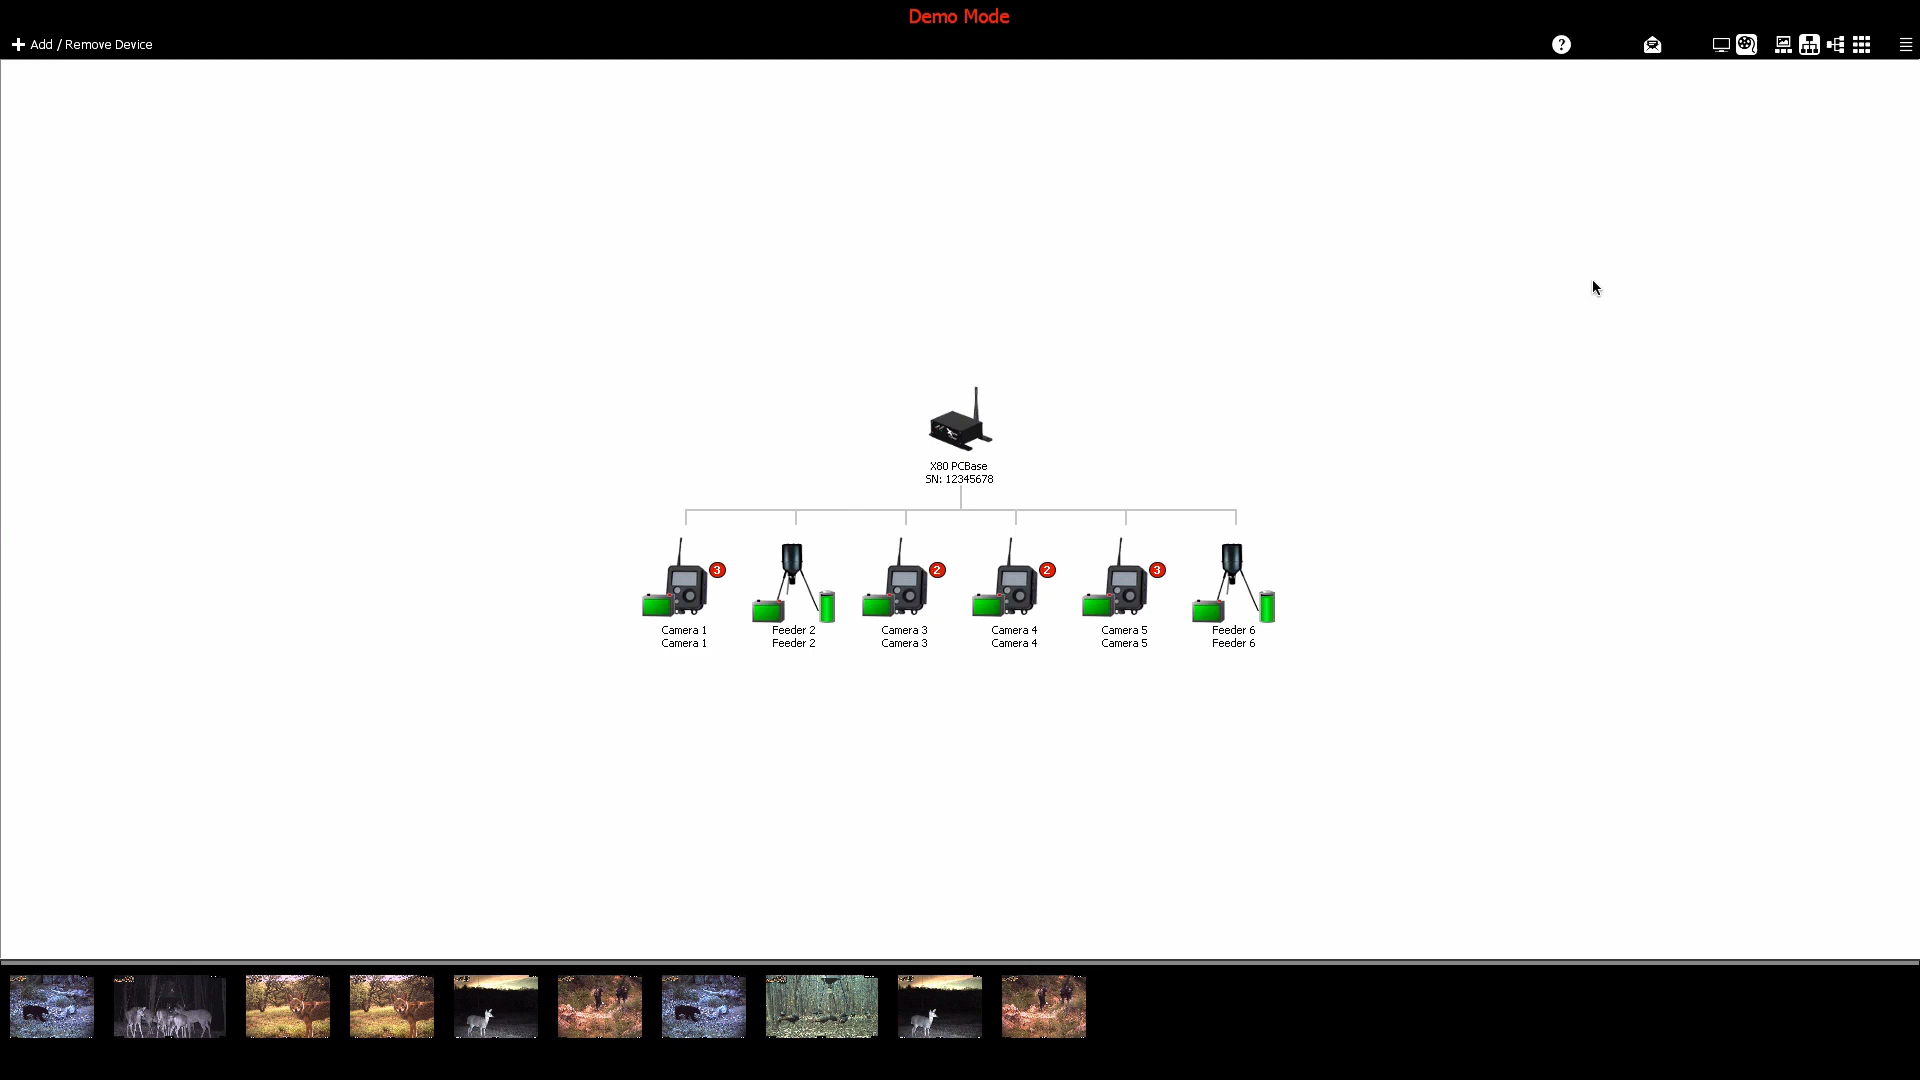 Demo Mode
Add / Remove Device
?
X80 PCBase
SN: 12345678
3
2
2
3
Camera 1
Feeder 2
Camera 3
Camera 4
Camera 5
Feeder 6
Camera 1
Feeder 2
Camera 3
Camera 4
Camera 5
Feeder 6